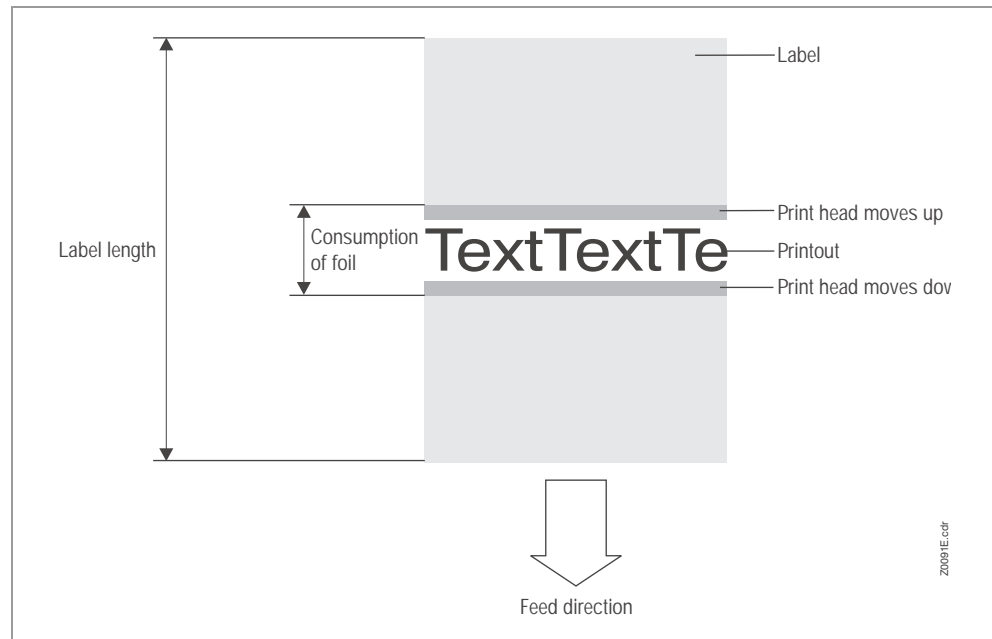 Label
Print head moves up
Label length
Consumption
of foil
TextTextTe
Printout
Print head moves dov
Feed direction
Z0091E.cdr